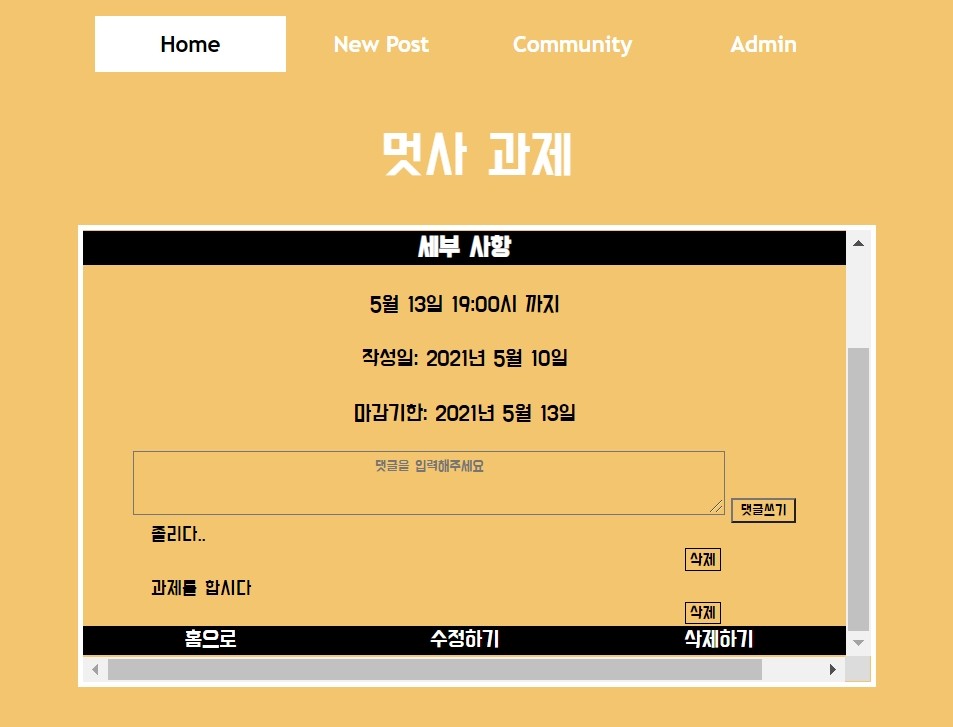 Home New Post Community Admin
멋사 과제
세부 사항
5월 13일 19:00시 까지
작성일: 2021년 5월 10일
마감기한: 2021년 5월 13일
댓글을 입력해주세요
댓글쓰기
졸리다..
삭제
과제를 합시다
삭제
홈으로 수정하기 삭제하기